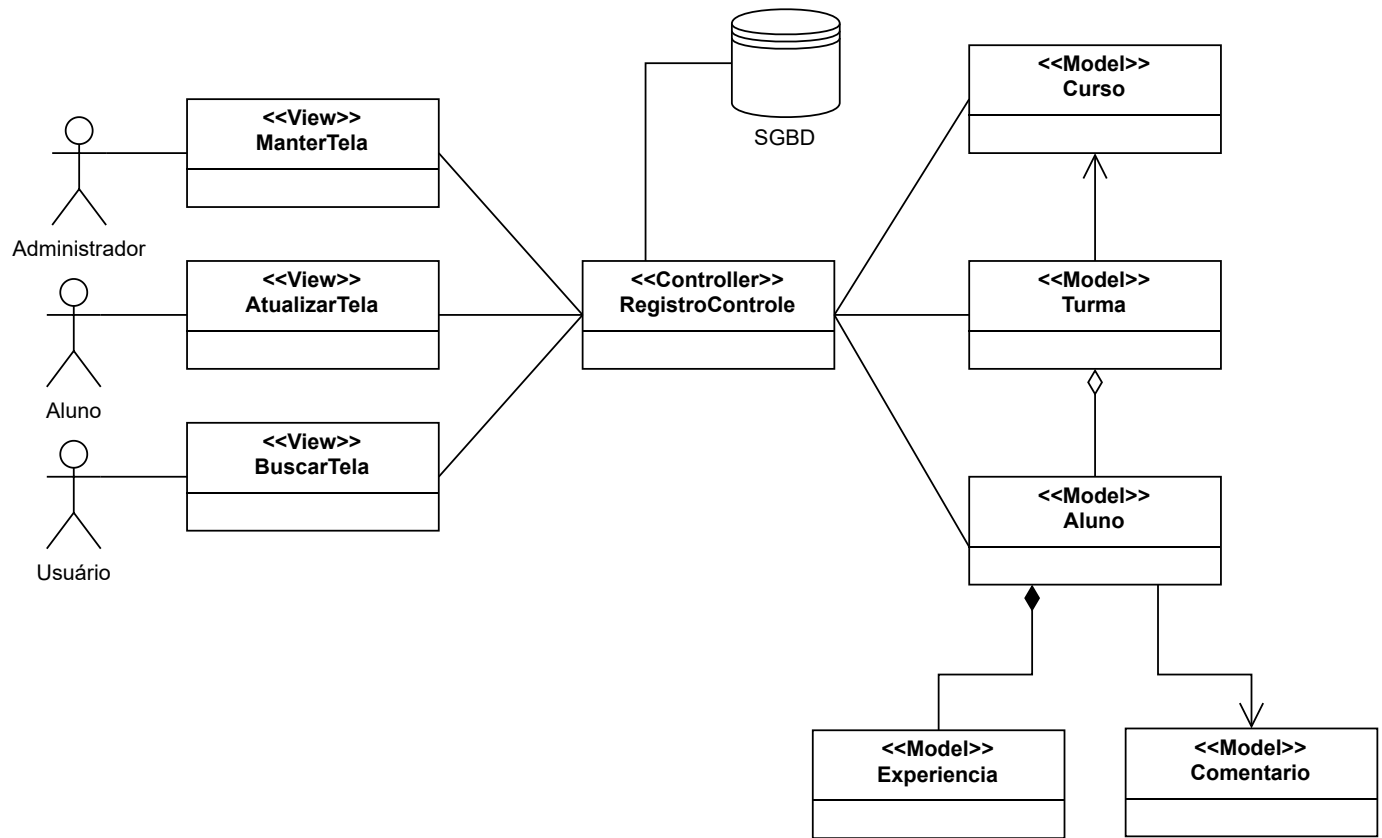 SGBD
<<Model>>
Curso
<<View>>
ManterTela
Administrador
<<View>>
AtualizarTela
<<Controller>>
RegistroControle
<<Model>>
Turma
Aluno
<<View>>
BuscarTela
Usuário
<<Model>>
Aluno
<<Model>>
Experiencia
<<Model>>
Comentario